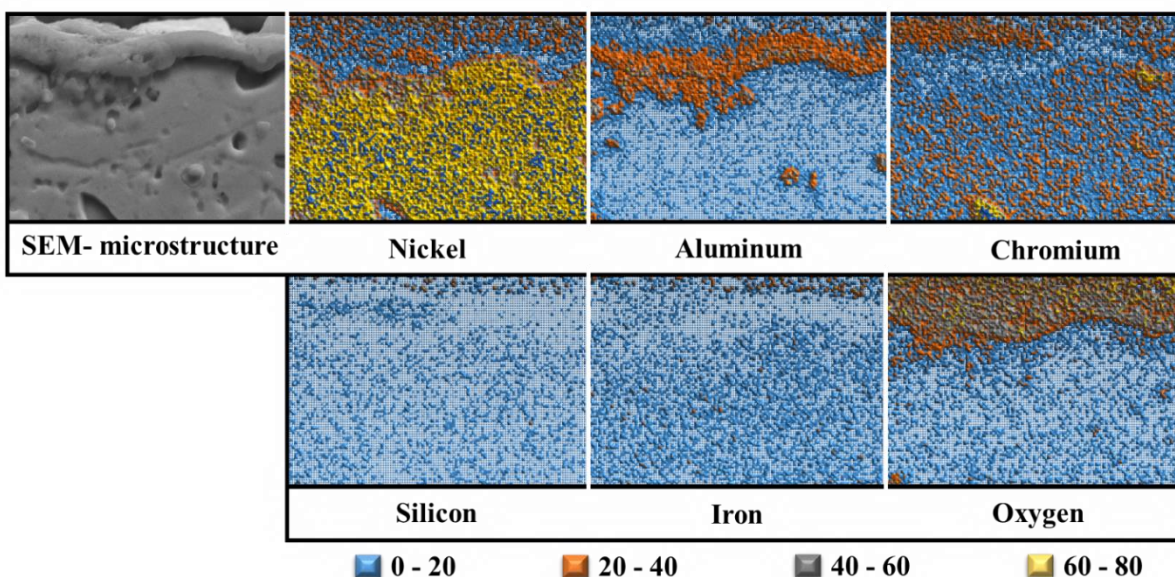 SEM- microstructure
Nickel
Aluminum
Chromium
Silicon
Iron
Oxygen
0 - 20
20 - 40
40 - 60
60 - 80